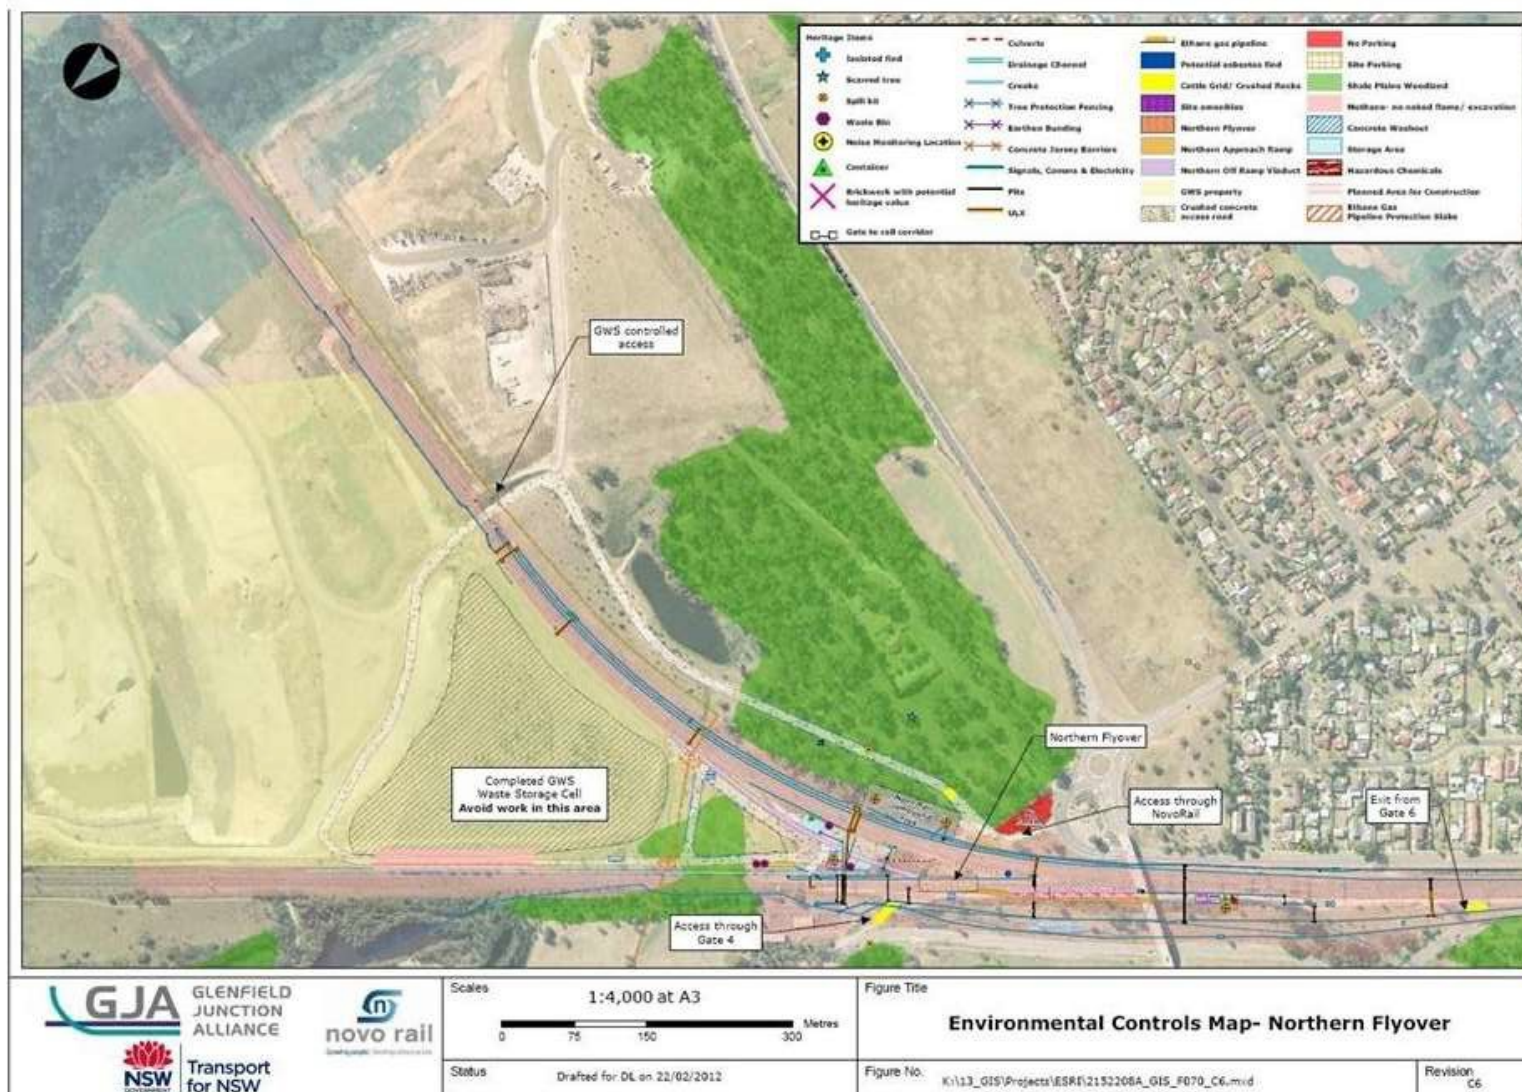 Heritage Items
Isolated find
Scarred tree
Spill kit
Waste Bin
Noise Monitoring Location
Container
Brickwork with potential
heritage value
Gate to rail corridor
Culverts
Drainage Channel
Creeks
Tree Protection Fencing
Earthen Bunding
Concrete Jersey Barriers
Signals, Comms & Electricity
Pits
ULX
Ethane gas pipeline
Potential asbestos find
Cattle Grid/ Crushed Rocks
Site amenities
Northern Flyover
Northern Approach Ramp
Northern Off Ramp Viaduct
GWS property
Crushed concrete
access road
No Parking
Site Parking
Shale Plains Woodland
Methane- no naked flame/ excavation
Concrete Washout
Storage Area
Hazardous Chemicals
Planned Area for Construction
Ethane Gas
Pipeline Protection Slabs
GWS controlled
access
Northern Flyover
Completed GWS
Waste Storage Cell
Avoid work in this area
Access through
NovoRail
Exit from
Gate 6
Access through
Gate 4
GJA GLENFIELD
JUNCTION
ALLIANCE
novo rail
NSW
GOVERNMENT
Transport
for NSW
Scales
1:4,000 at A3
0 75 150 300 Metres
Status
Drafted for DL on 22/02/2012
Figure Title
Environmental Controls Map- Northern Flyover
Figure No.
K:\13_GIS\Projects\ESRI\2152208A_GIS_F070_C6.mxd
Revision
C6